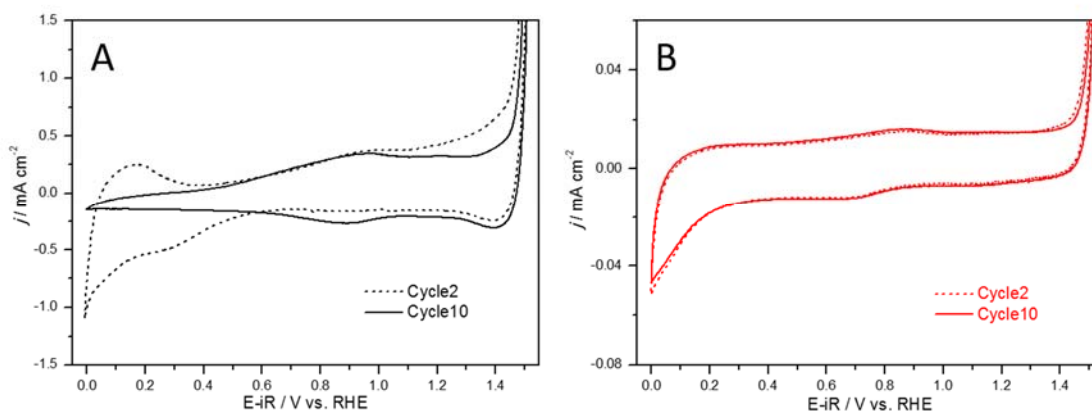 A
1.5
1.0
0.5
0.0
-0.5
-1.0
-1.5
j / mA cm-2
0.0 0.2 0.4 0.6 0.8 1.0 1.2 1.4
E-iR / V vs. RHE
Cycle2
Cycle10
B
0.04
0.00
-0.04
-0.08
j / mA cm-2
0.0 0.2 0.4 0.6 0.8 1.0 1.2 1.4
E-iR / V vs. RHE
Cycle2
Cycle10